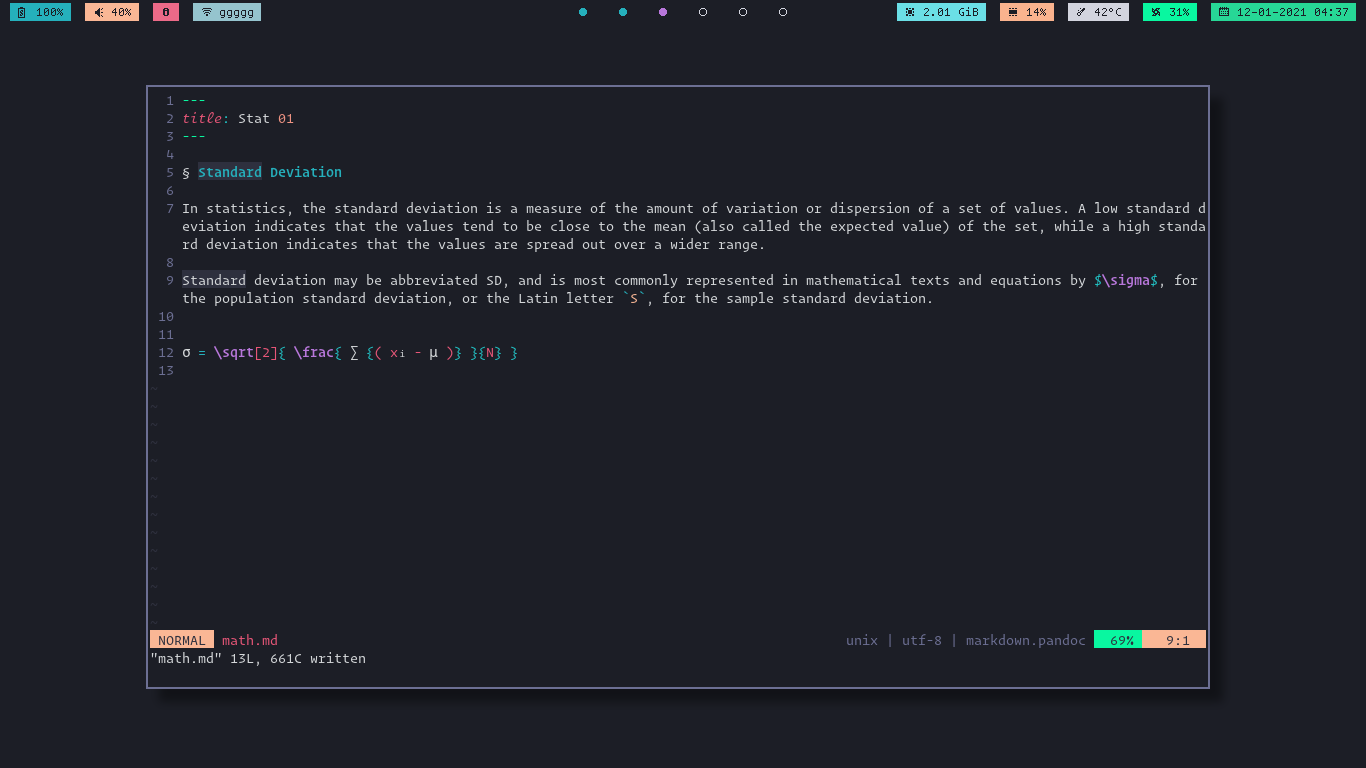 100% 40% 0 ggggg 2.01 GiB 14% 42°C 31% 12-01-2021 04:37
1 ---
2 title: Stat 01
3 ---
4
5 § Standard Deviation
6
7 In statistics, the standard deviation is a measure of the amount of variation or dispersion of a set of values. A low standard d
eviation indicates that the values tend to be close to the mean (also called the expected value) of the set, while a high standa
rd deviation indicates that the values are spread out over a wider range.
8
9 Standard deviation may be abbreviated SD, and is most commonly represented in mathematical texts and equations by $\sigma$, for
the population standard deviation, or the Latin letter `S`, for the sample standard deviation.
10
11
12 σ = \sqrt[2]{ \frac{ ∑ {( xᵢ - μ )} }{N} }
13
~
~
~
~
~
~
~
~
~
~
~
~
~
~
NORMAL math.md unix | utf-8 | markdown.pandoc 69% 9:1
"math.md" 13L, 661C written